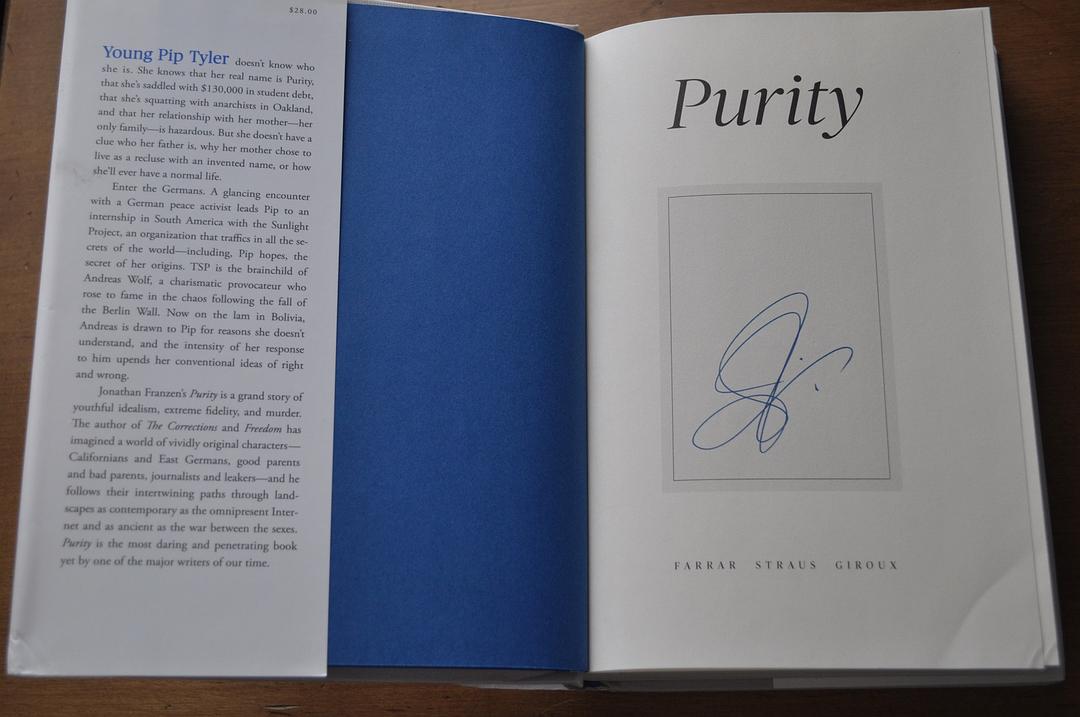 $28.00
Young Pip Tyler doesn't know who
she is. She knows that her real name is Purity,
that she's saddled with $130,000 in student debt,
that she's squatting with anarchists in Oakland,
and that her relationship with her mother—her
only family—is hazardous. But she doesn't have a
clue who her father is, why her mother chose to
live as a recluse with an invented name, or how
she'll ever have a normal life.
Enter the Germans. A glancing encounter
with a German peace activist leads Pip to an
internship in South America with the Sunlight
Project, an organization that traffics in all the se-
crets of the world—including, Pip hopes, the
secret of her origins. TSP is the brainchild of
Andreas Wolf, a charismatic provocateur who
rose to fame in the chaos following the fall of
the Berlin Wall. Now on the lam in Bolivia,
Andreas is drawn to Pip for reasons she doesn't
understand, and the intensity of her response
to him upends her conventional ideas of right
and wrong.
Jonathan Franzen's Purity is a grand story of
youthful idealism, extreme fidelity, and murder.
The author of The Corrections and Freedom has
imagined a world of vividly original characters—
Californians and East Germans, good parents
and bad parents, journalists and leakers—and he
follows their intertwining paths through land-
scapes as contemporary as the omnipresent Inter-
net and as ancient as the war between the sexes.
Purity is the most daring and penetrating book
yet by one of the major writers of our time.
Purity
FARRAR STRAUS GIROUX